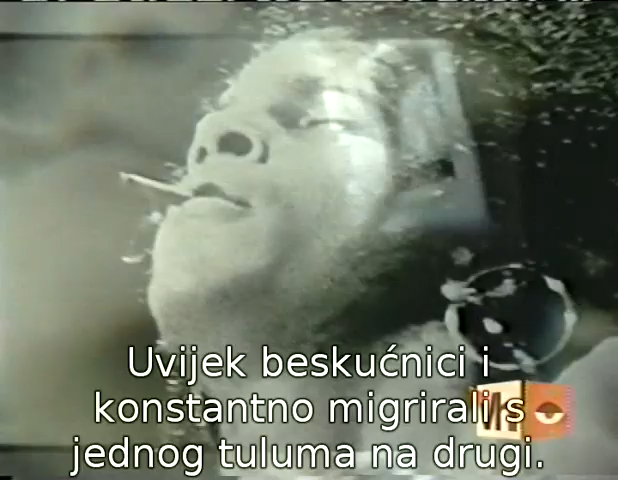 Uvijek beskućnici i
konstantno migrirali s
jednog tuluma na drugi.